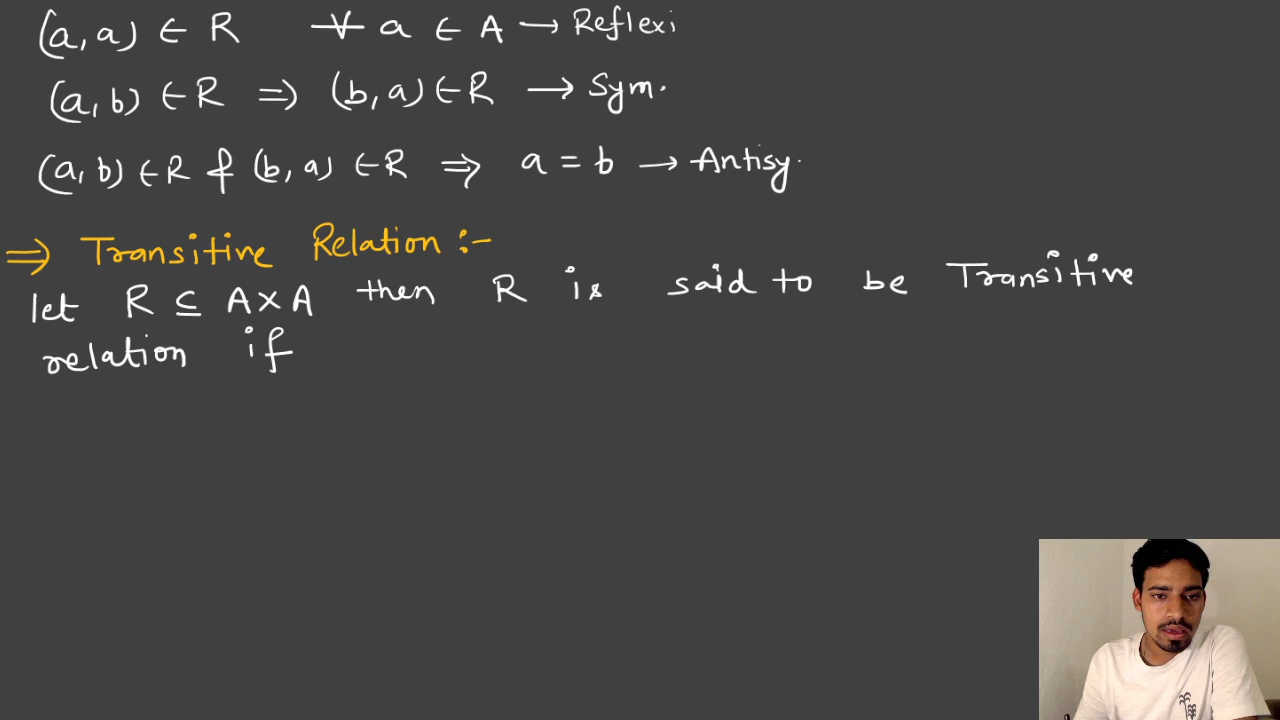 (a, a) ∈ R ∀ a ∈ A → Reflexi
(a, b) ∈ R ⇒ (b, a) ∈ R → Sym.
(a, b) ∈ R & (b, a) ∈ R ⇒ a = b → Antisy.
⇒ Transitive Relation :-
let R ⊆ A×A then R is said to be Transitive
relation if